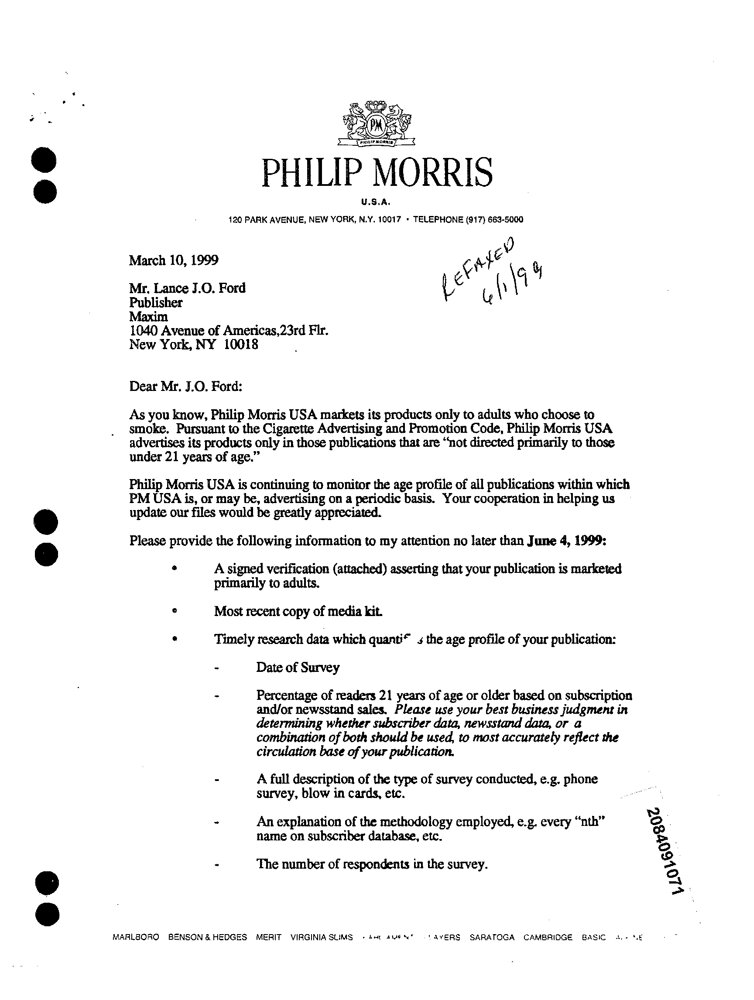 PM
PHILIP MORRIS
PHILIP MORRIS
U.S.A.
120 PARK AVENUE, NEW YORK, N.Y. 10017 • TELEPHONE (917) 663-5000
REFAXED
6/1/99
March 10, 1999
Mr. Lance J.O. Ford
Publisher
Maxim
1040 Avenue of Americas,23rd Flr.
New York, NY 10018
Dear Mr. J.O. Ford:
As you know, Philip Morris USA markets its products only to adults who choose to
smoke. Pursuant to the Cigarette Advertising and Promotion Code, Philip Morris USA
advertises its products only in those publications that are "not directed primarily to those
under 21 years of age."
Philip Morris USA is continuing to monitor the age profile of all publications within which
PM USA is, or may be, advertising on a periodic basis. Your cooperation in helping us
update our files would be greatly appreciated.
Please provide the following information to my attention no later than June 4, 1999:
• A signed verification (attached) asserting that your publication is marketed
primarily to adults.
• Most recent copy of media kit.
• Timely research data which the age profile of your publication:
- Date of Survey
- Percentage of readers 21 years of age or older based on subscription
and/or newsstand sales. Please use your best business judgment in
determining whether subscriber data, newsstand data, or a
combination of both should be used, to most accurately reflect the
circulation base of your publication.
- A full description of the type of survey conducted, e.g. phone
survey, blow in cards, etc.
- An explanation of the methodology employed, e.g. every "nth"
name on subscriber database, etc.
- The number of respondents in the survey.
2084091071
MARLBORO BENSON & HEDGES MERIT VIRGINIA SLIMS SARATOGA CAMBRIDGE BASIC